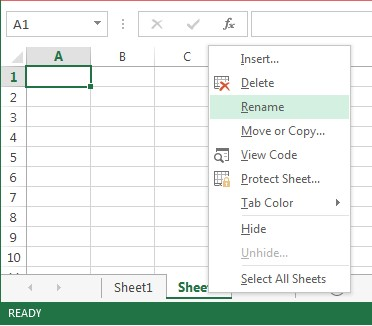 A1
fx
A B C
1
2
3
4
5
6
7
8
9
10
Insert...
Delete
Rename
Move or Copy...
View Code
Protect Sheet...
Tab Color
Hide
Unhide...
Select All Sheets
Sheet1 Shee
READY